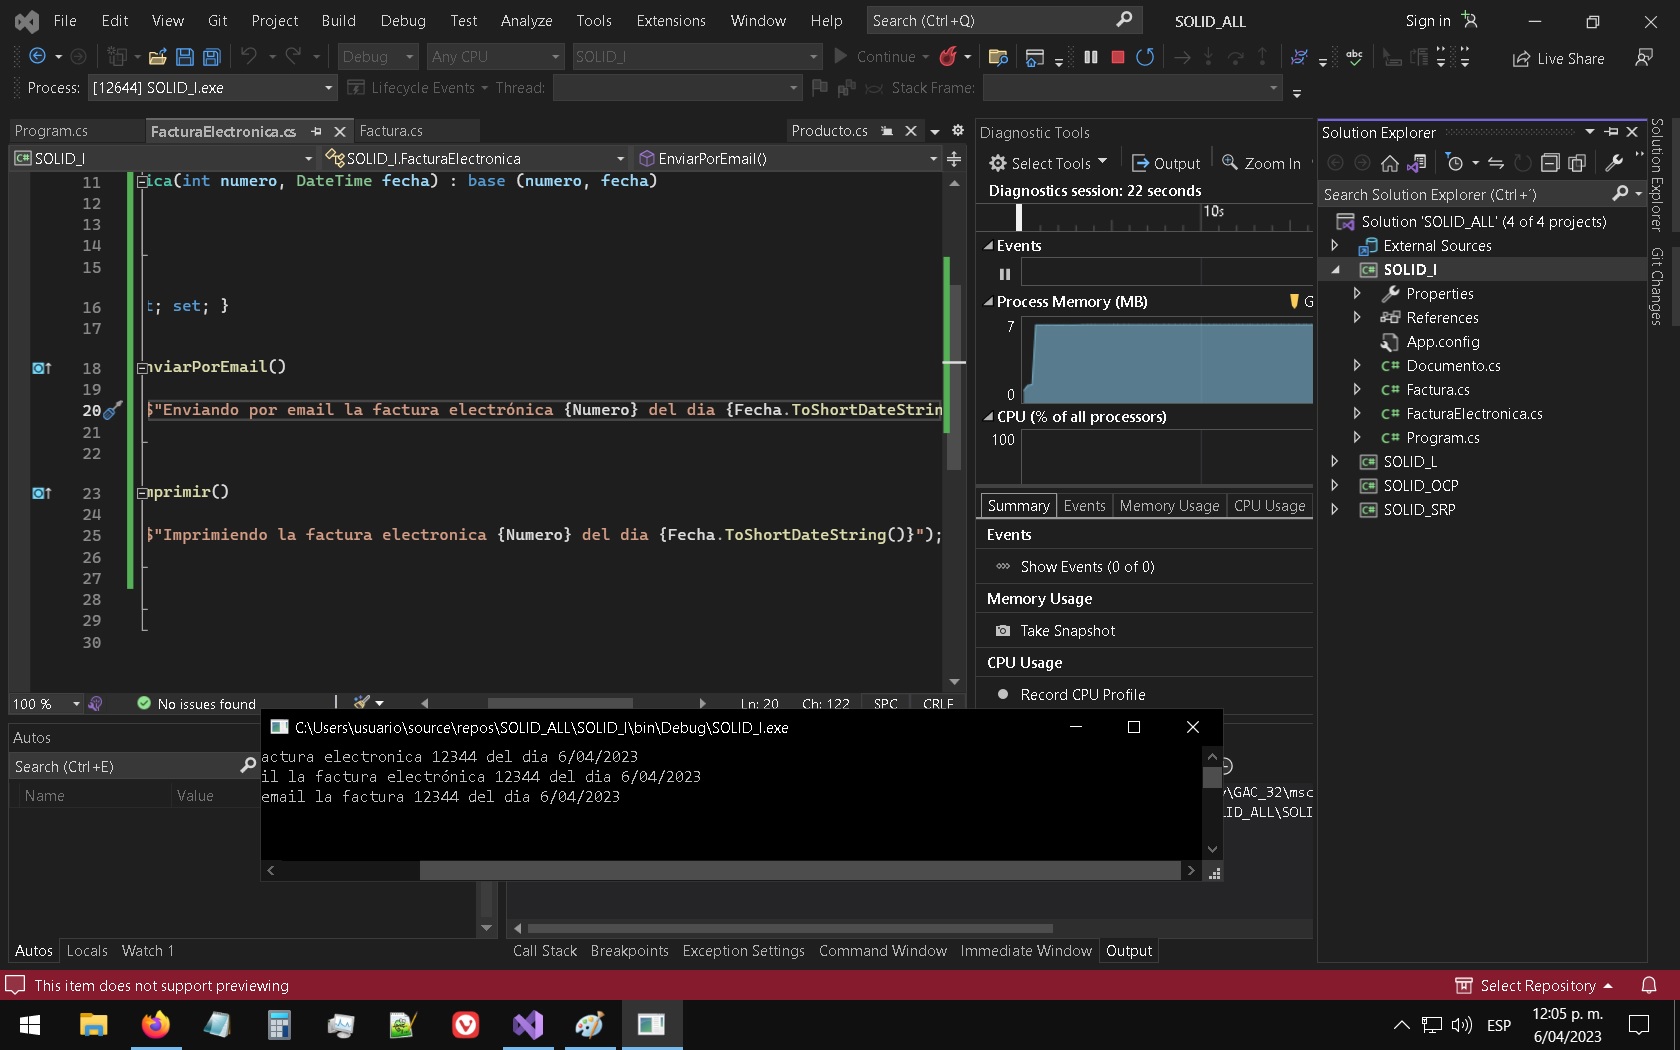 File Edit View Git Project Build Debug Test Analyze Tools Extensions Window Help Search (Ctrl+Q) SOLID_ALL Sign in
Debug Any CPU SOLID_I Continue Live Share
Process: [12644] SOLID_I.exe Lifecycle Events Thread: Stack Frame:
Program.cs FacturaElectronica.cs Factura.cs Producto.cs
SOLID_I SOLID_I.FacturaElectronica EnviarPorEmail()
11 ica(int numero, DateTime fecha) : base (numero, fecha)
12
13
14
15
16 t; set; }
17
18 nviarPorEmail()
19
20 $"Enviando por email la factura electrónica {Numero} del dia {Fecha.ToShortDateStrin
21
22
23 mprimir()
24
25 $"Imprimiendo la factura electronica {Numero} del dia {Fecha.ToShortDateString()}");
26
27
28
29
30
100 % No issues found Ln: 20 Ch: 122 SPC CRLF
Diagnostic Tools
Select Tools Output Zoom In
Diagnostics session: 22 seconds
10s
Events
Process Memory (MB) G
7
0
CPU (% of all processors)
100
Summary Events Memory Usage CPU Usage
Events
Show Events (0 of 0)
Memory Usage
Take Snapshot
CPU Usage
Record CPU Profile
Solution Explorer
Search Solution Explorer (Ctrl+´)
Solution 'SOLID_ALL' (4 of 4 projects)
External Sources
SOLID_I
Properties
References
App.config
C# Documento.cs
C# Factura.cs
C# FacturaElectronica.cs
C# Program.cs
SOLID_L
SOLID_OCP
SOLID_SRP
Solution Explorer
Git Changes
Autos
Search (Ctrl+E)
Name Value
C:\Users\usuario\source\repos\SOLID_ALL\SOLID_I\bin\Debug\SOLID_I.exe
actura electronica 12344 del dia 6/04/2023
il la factura electrónica 12344 del dia 6/04/2023
email la factura 12344 del dia 6/04/2023
y\GAC_32\msc
LID_ALL\SOLI
Autos Locals Watch 1
Call Stack Breakpoints Exception Settings Command Window Immediate Window Output
This item does not support previewing Select Repository
ESP 12:05 p. m.
6/04/2023